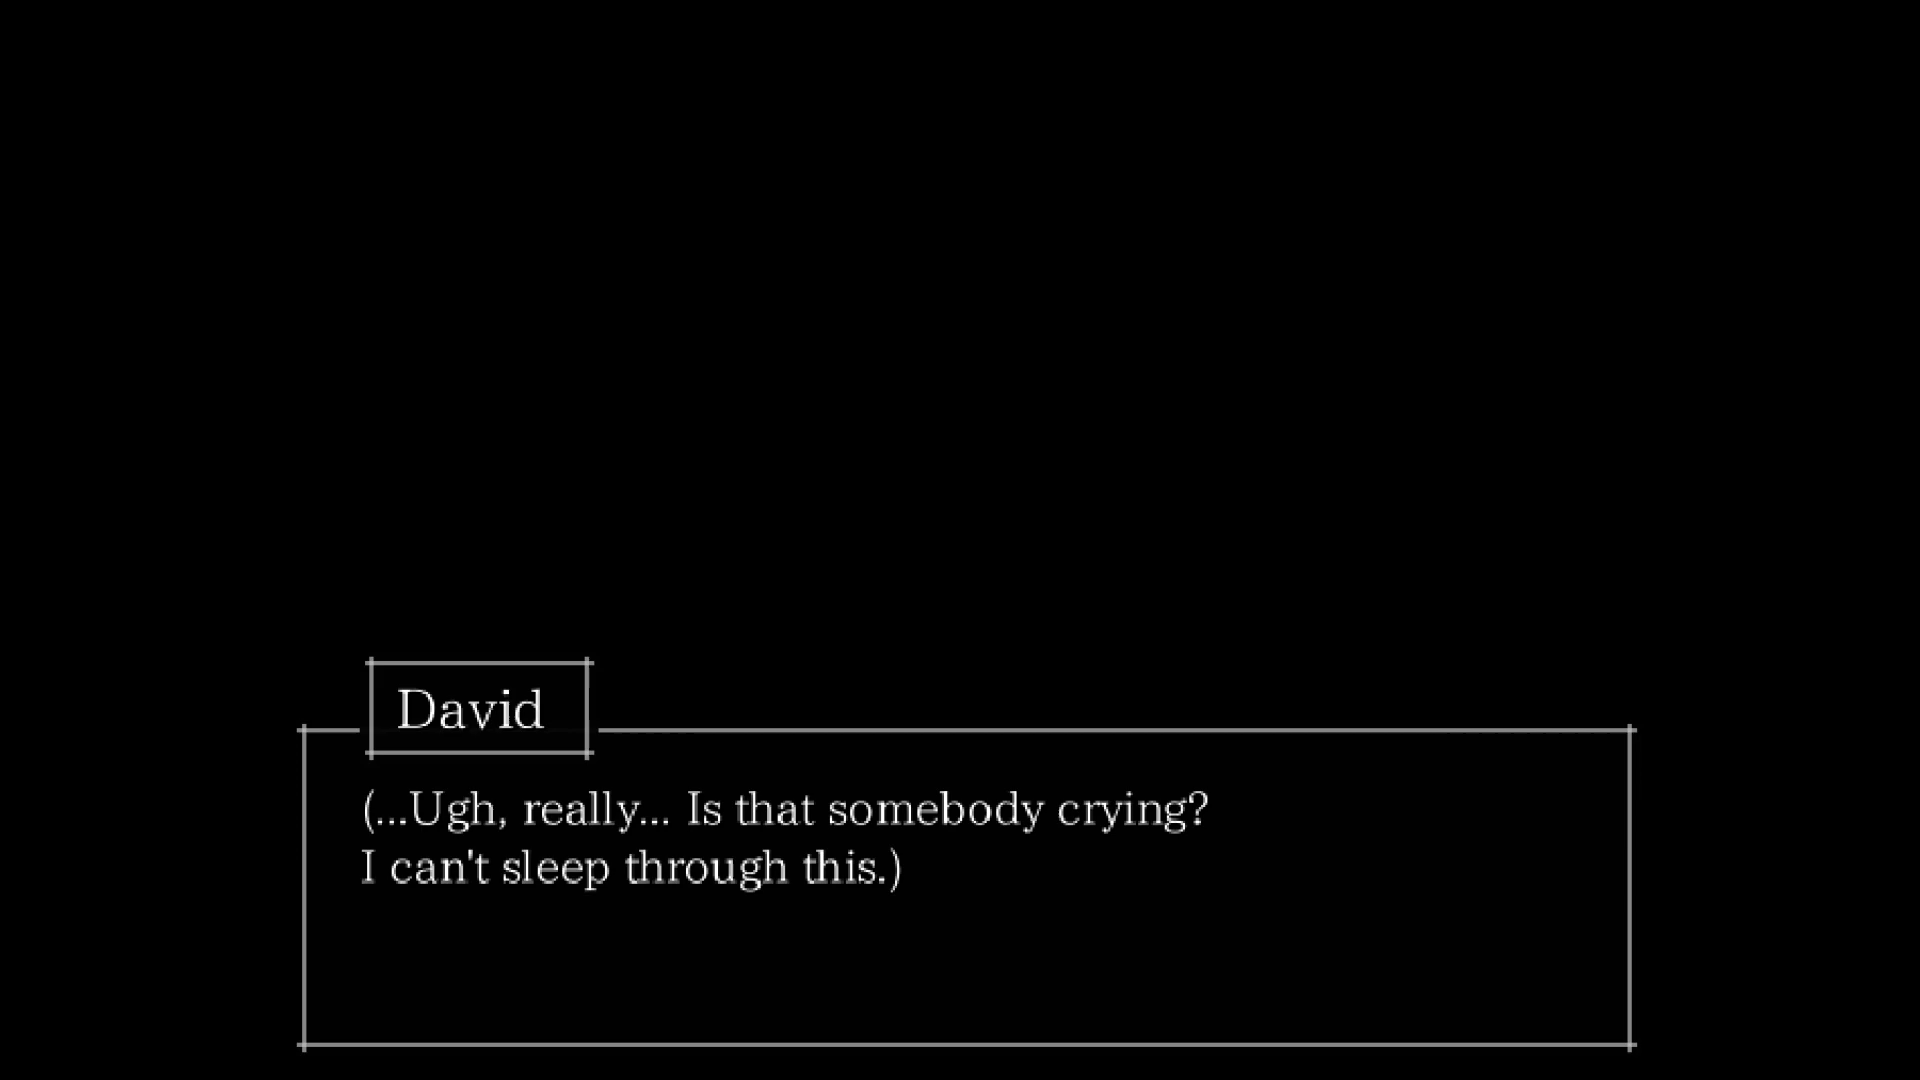 David
(...Ugh, really... Is that somebody crying?
I can't sleep through this.)